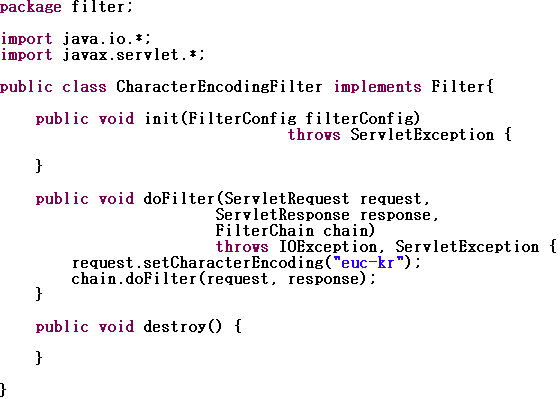 package filter;
import java.io.*;
import javax.servlet.*;
public class CharacterEncodingFilter implements Filter{
    public void init(FilterConfig filterConfig)
                            throws ServletException {
    }
    public void doFilter(ServletRequest request,
                    ServletResponse response,
                    FilterChain chain)
                    throws IOException, ServletException {
        request.setCharacterEncoding("euc-kr");
        chain.doFilter(request, response);
    }
    public void destroy() {
    }
}